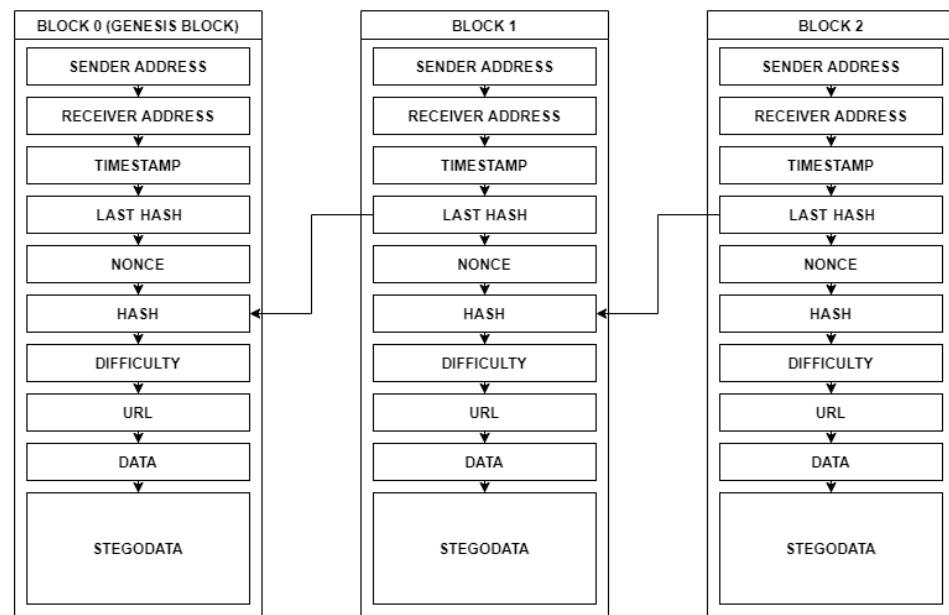 BLOCK 0 (GENESIS BLOCK)
SENDER ADDRESS
RECEIVER ADDRESS
TIMESTAMP
LAST HASH
NONCE
HASH
DIFFICULTY
URL
DATA
STEGODATA
BLOCK 1
SENDER ADDRESS
RECEIVER ADDRESS
TIMESTAMP
LAST HASH
NONCE
HASH
DIFFICULTY
URL
DATA
STEGODATA
BLOCK 2
SENDER ADDRESS
RECEIVER ADDRESS
TIMESTAMP
LAST HASH
NONCE
HASH
DIFFICULTY
URL
DATA
STEGODATA